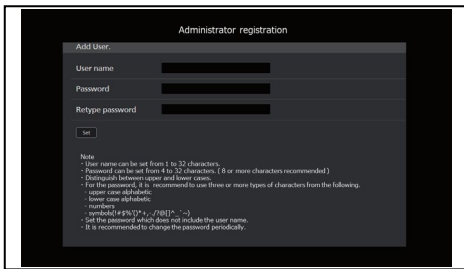 Administrator registration
Add User.
User name
Password
Retype password
Set
Note
- User name can be set from 1 to 32 characters.
- Password can be set from 4 to 32 characters. ( 8 or more characters recommended )
- Distinguish between upper and lower cases.
- For the password, it is  recommend to use three or more types of characters from the following.
- upper case alphabetic
- lower case alphabetic
- numbers
- symbols(!#$%'()*+,-./?@[]^_`~)
- Set the password which does not include the user name.
- It is recommended to change the password periodically.